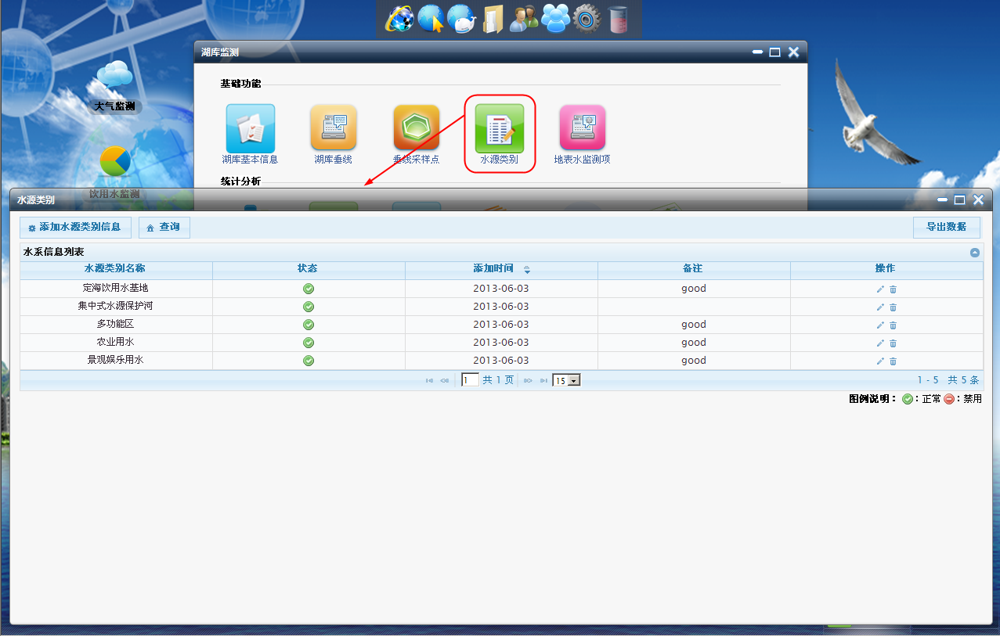 湖库监测
基础功能
大气监测
湖库基本信息 湖库垂线 垂线采样点 水源类别 地表水监测项
统计分析
饮用水监测
水源类别
添加水源类别信息 查询 导出数据
水系信息列表
水源类别名称 状态 添加时间 备注 操作
定海饮用水基地 2013-06-03 good
集中式水源保护河 2013-06-03
多功能区 2013-06-03 good
农业用水 2013-06-03 good
景观娱乐用水 2013-06-03 good
1 共 1 页 15 1 - 5 共 5 条
图例说明： ：正常 ：禁用